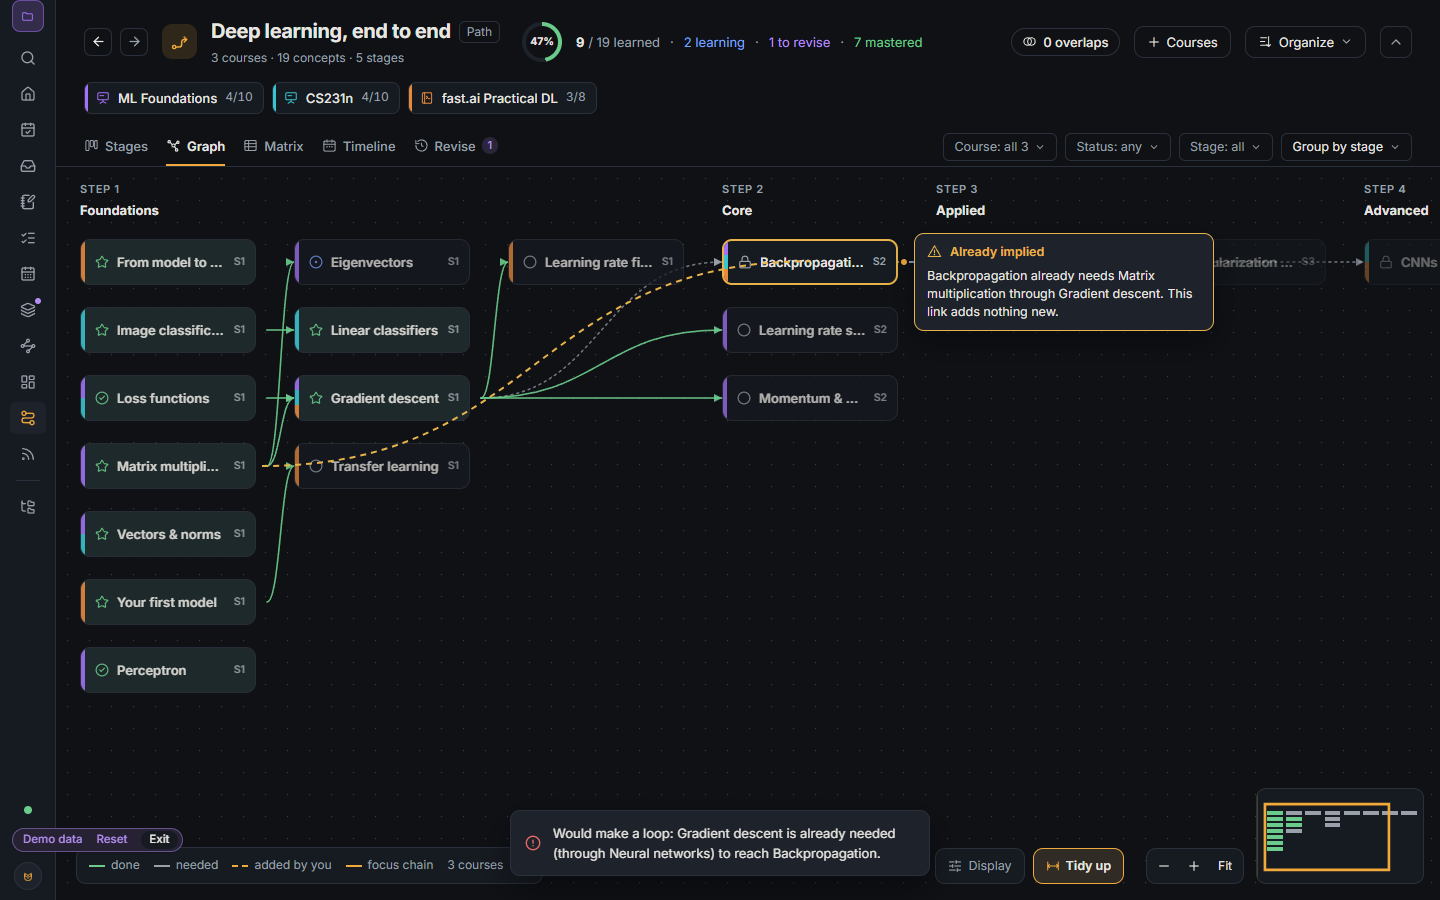 Deep learning, end to end
Path
3 courses · 19 concepts · 5 stages
47%
9 / 19 learned · 2 learning · 1 to revise · 7 mastered
0 overlaps
Courses
Organize
ML Foundations 4/10
CS231n 4/10
fast.ai Practical DL 3/8
Stages
Graph
Matrix
Timeline
Revise 1
Course: all 3
Status: any
Stage: all
Group by stage
STEP 1
Foundations
STEP 2
Core
STEP 3
Applied
STEP 4
Advanced
From model to ... S1
Eigenvectors S1
Learning rate fi... S1
Backpropagati... S2
Already implied
Backpropagation already needs Matrix
multiplication through Gradient descent. This
link adds nothing new.
ularization ... S3
CNNs
Image classific... S1
Linear classifiers S1
Learning rate s... S2
Loss functions S1
Gradient descent S1
Momentum & ... S2
Matrix multipli... S1
Transfer learning S1
Vectors & norms S1
Your first model S1
Perceptron S1
Demo data Reset Exit
done
needed
added by you
focus chain
3 courses
Would make a loop: Gradient descent is already needed
(through Neural networks) to reach Backpropagation.
Display
Tidy up
Fit